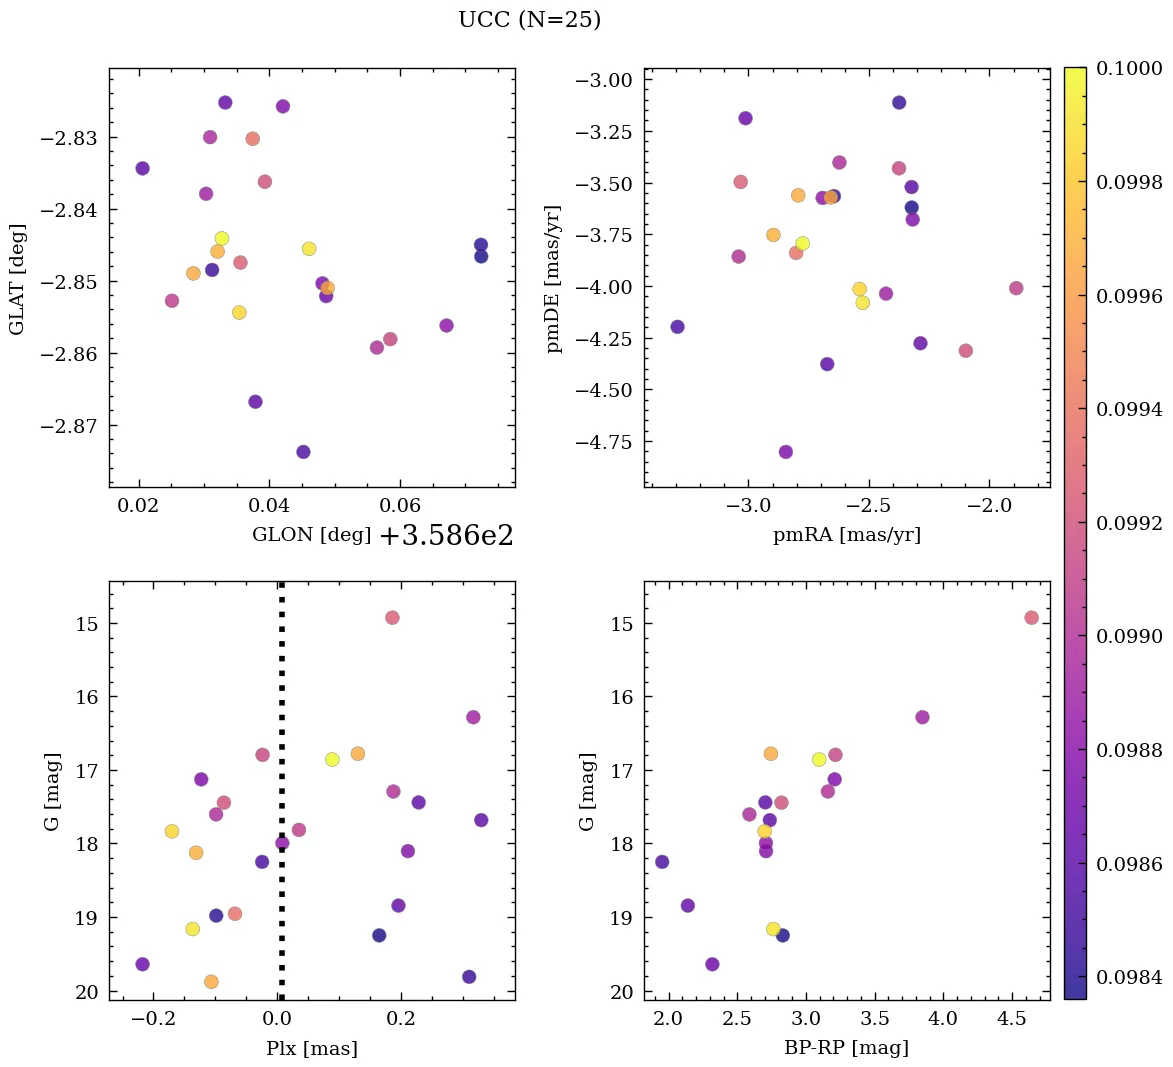 UCC (N=25)
−2.83
−2.84
−2.85
−2.86
−2.87
GLAT [deg]
0.02 0.04 0.06
GLON [deg] +3.586e2
−3.00
−3.25
−3.50
−3.75
−4.00
−4.25
−4.50
−4.75
pmDE [mas/yr]
−3.0 −2.5 −2.0
pmRA [mas/yr]
15
16
17
18
19
20
G [mag]
−0.2 0.0 0.2
Plx [mas]
15
16
17
18
19
20
G [mag]
2.0 2.5 3.0 3.5 4.0 4.5
BP-RP [mag]
0.1000
0.0998
0.0996
0.0994
0.0992
0.0990
0.0988
0.0986
0.0984